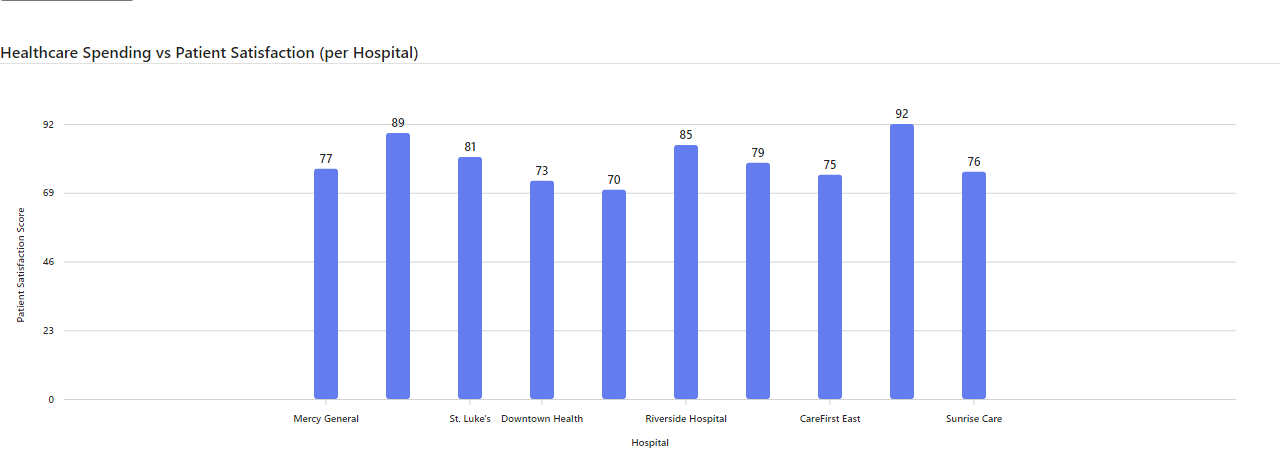 Healthcare Spending vs Patient Satisfaction (per Hospital)
92
69
46
23
0
Patient Satisfaction Score
77
89
81
73
70
85
79
75
92
76
Mercy General
St. Luke's
Downtown Health
Riverside Hospital
CareFirst East
Sunrise Care
Hospital